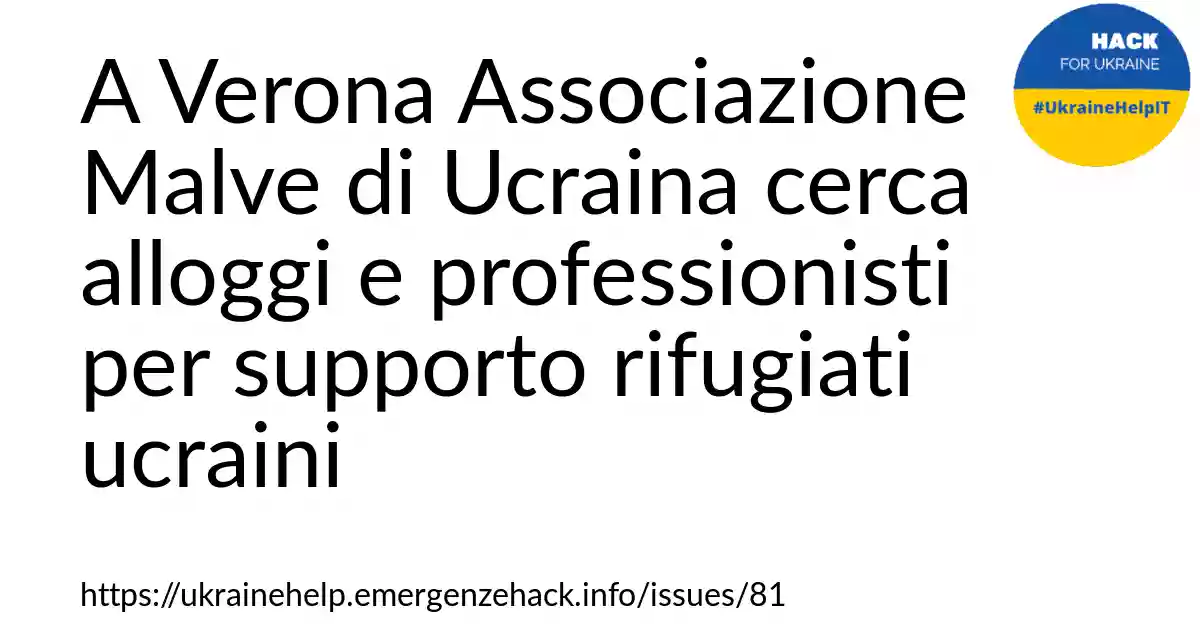 A Verona Associazione
Malve di Ucraina cerca
alloggi e professionisti
per supporto rifugiati
ucraini
https://ukrainehelp.emergenzehack.info/issues/81
HACK
FOR UKRAINE
#UkraineHelpIT